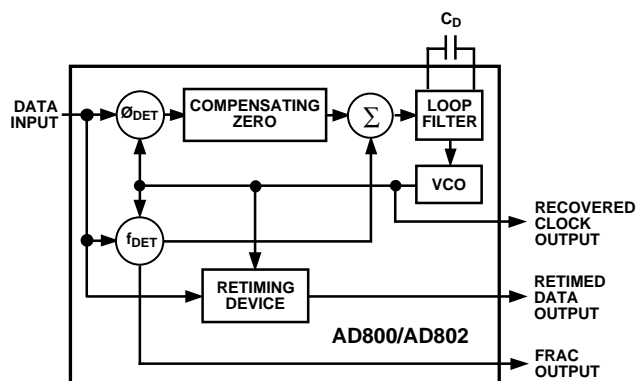 C_D
DATA
INPUT
Ø_DET
COMPENSATING
ZERO
Σ
LOOP
FILTER
VCO
f_DET
RECOVERED
CLOCK
OUTPUT
RETIMING
DEVICE
RETIMED
DATA
OUTPUT
AD800/AD802
FRAC
OUTPUT